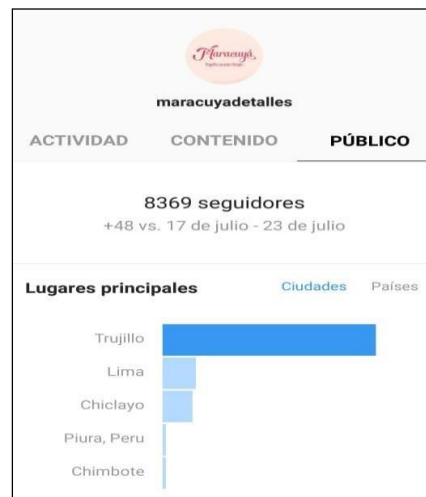 Maracuyá
maracuyadetalles
ACTIVIDAD CONTENIDO PÚBLICO
8369 seguidores
+48 vs. 17 de julio - 23 de julio
Lugares principales Ciudades Países
Trujillo
Lima
Chiclayo
Piura, Peru
Chimbote